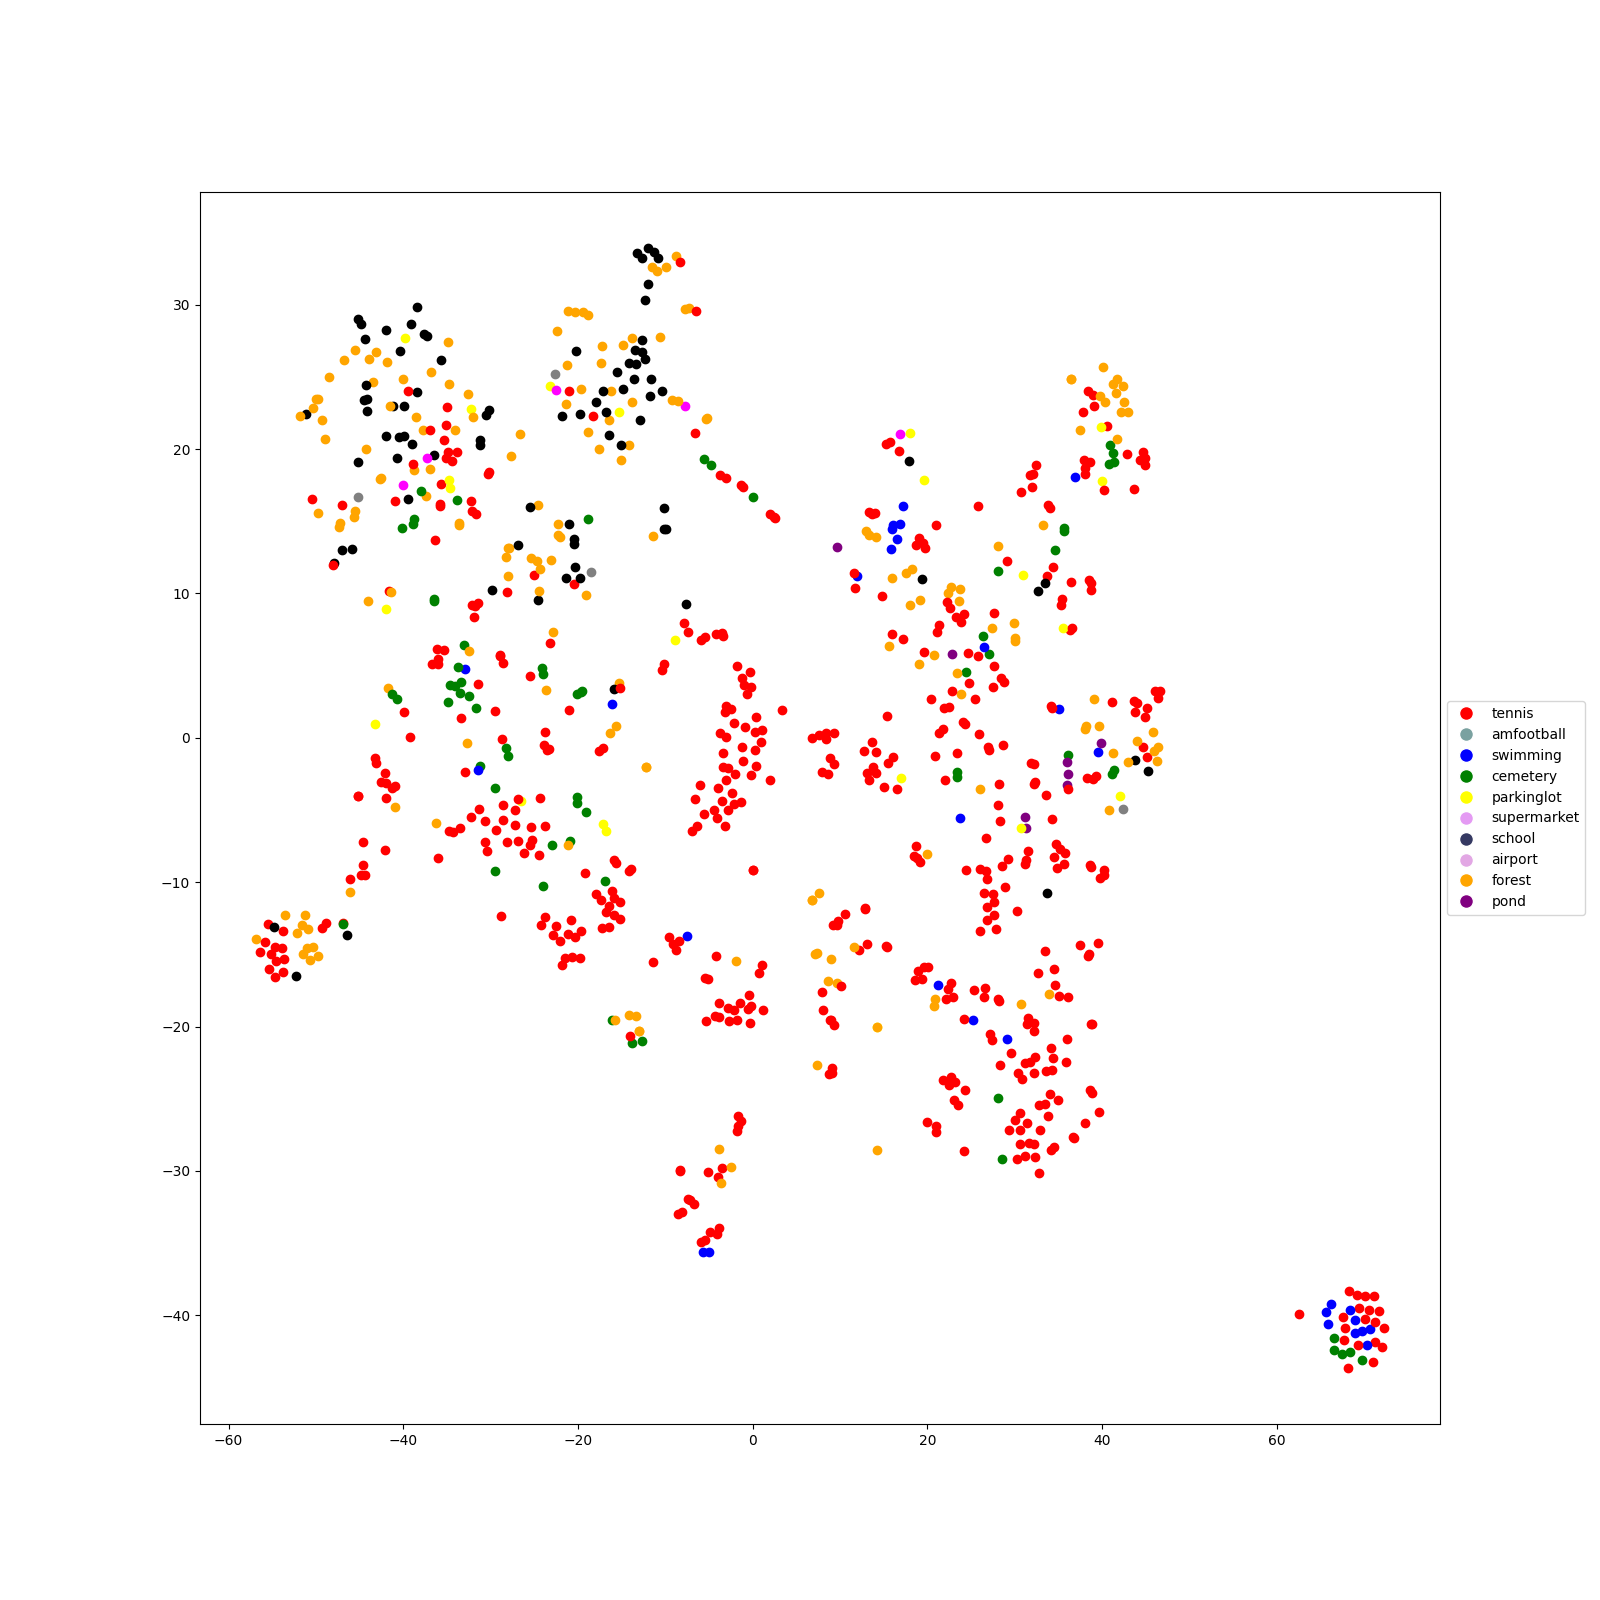 30
20
10
0
−10
−20
−30
−40
−60
−40
−20
0
20
40
60
tennis
amfootball
swimming
cemetery
parkinglot
supermarket
school
airport
forest
pond